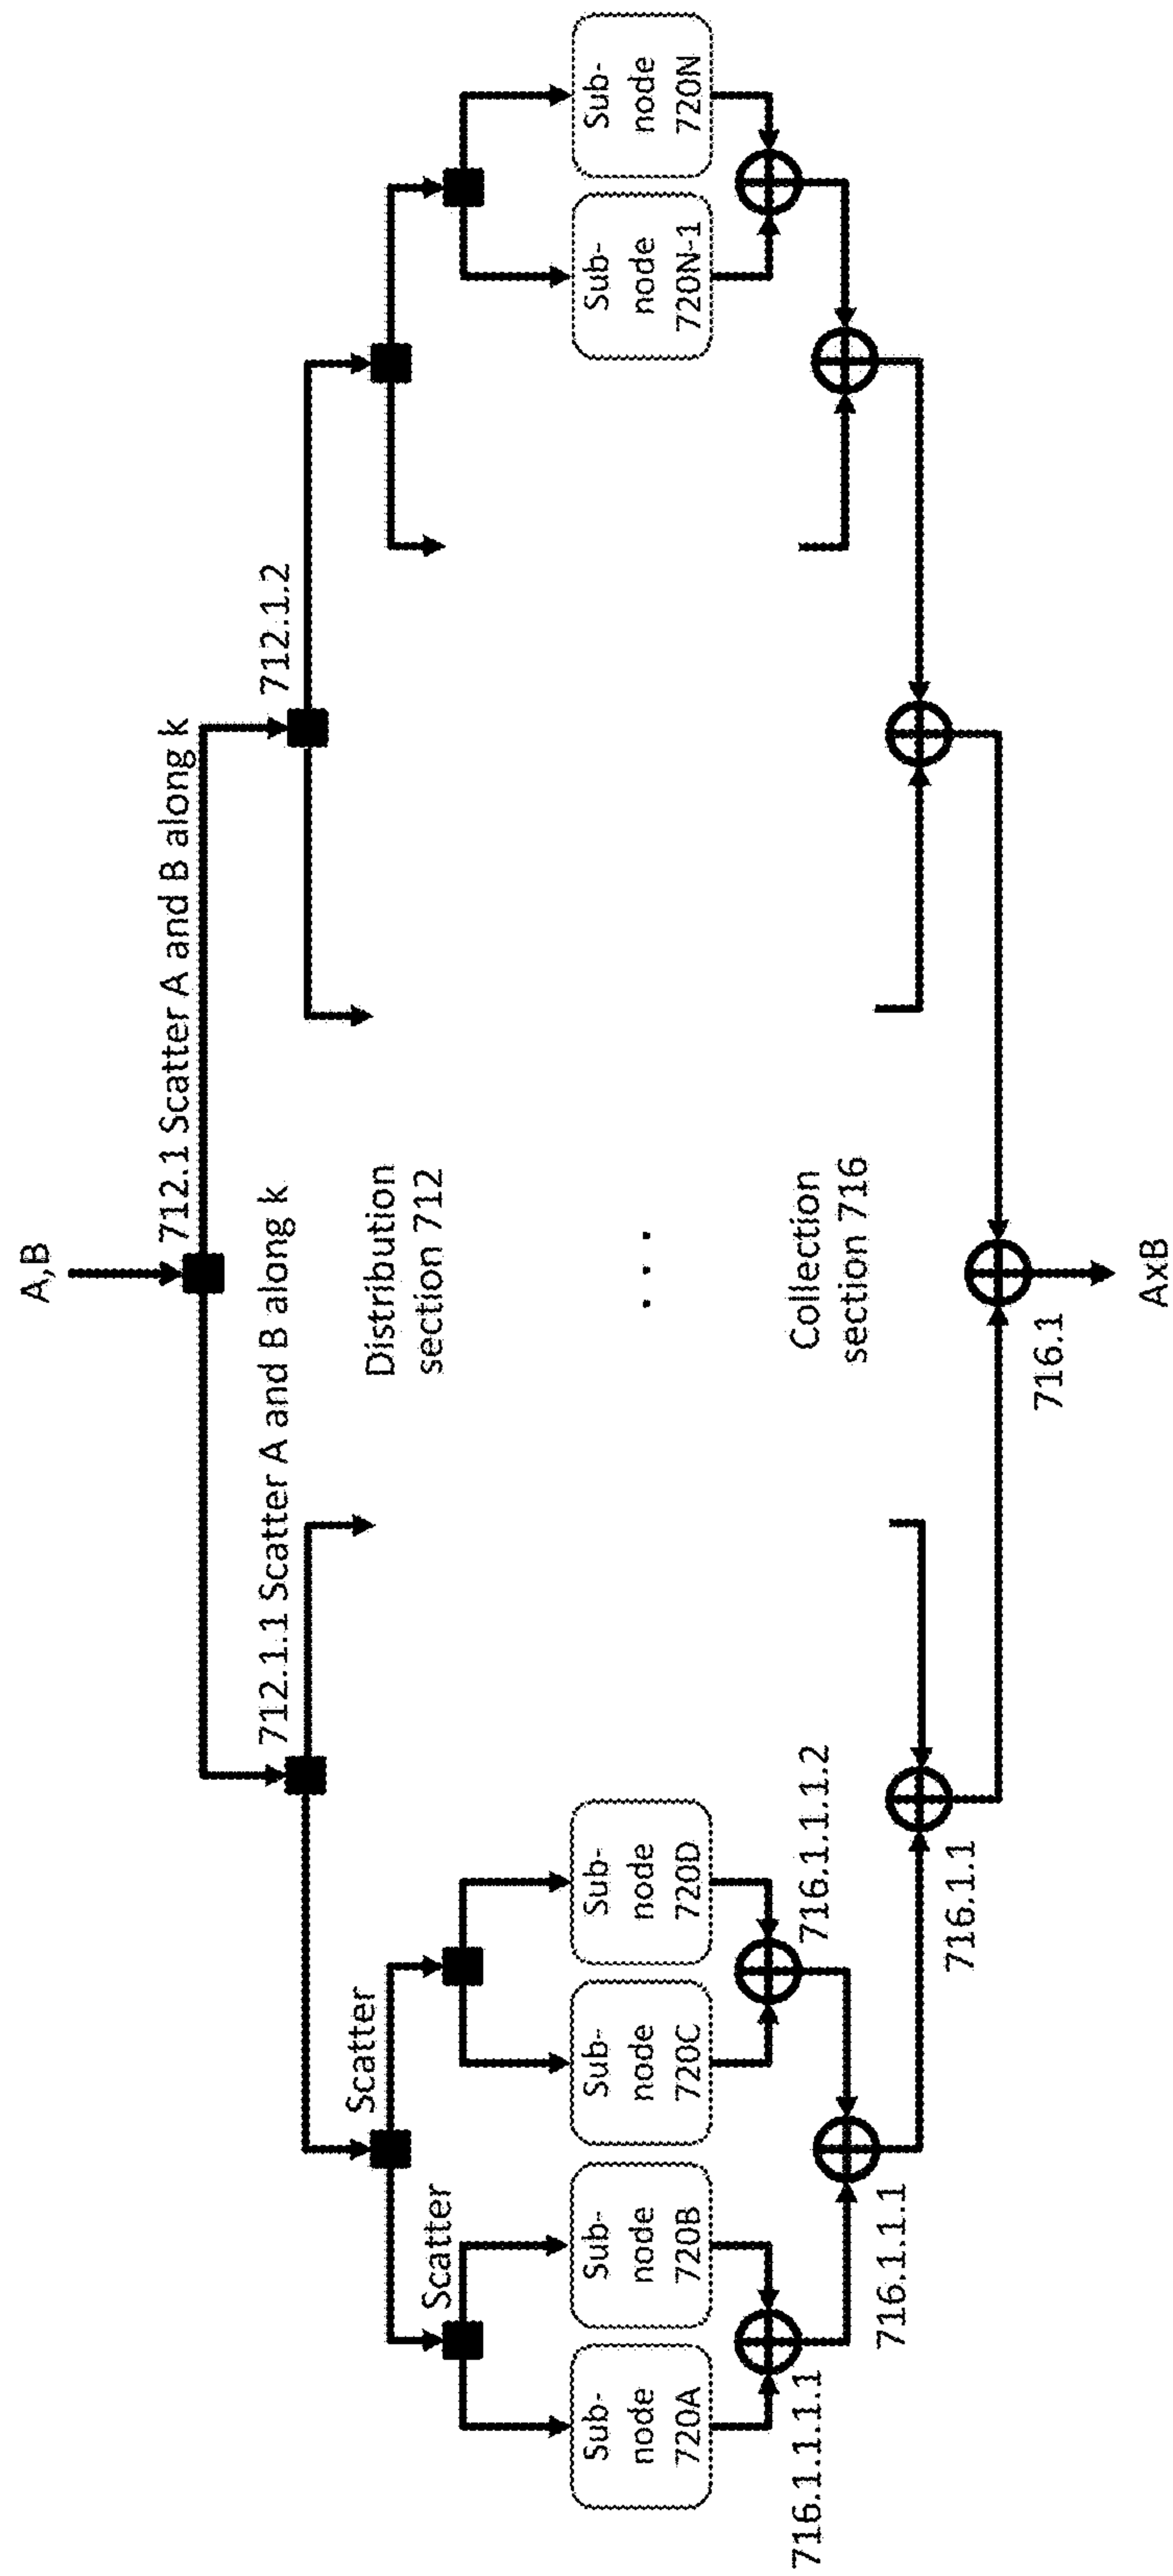 A,B
712.1 Scatter A and B along k
712.1.1 Scatter A and B along k
712.1.2
Scatter
Scatter
Distribution
section 712
Sub-
node
720A
Sub-
node
720B
Sub-
node
720C
Sub-
node
720D
. . .
Sub-
node
720N-1
Sub-
node
720N
Collection
section 716
716.1.1.1.1
716.1.1.2
716.1.1.1
716.1.1
716.1
AxB